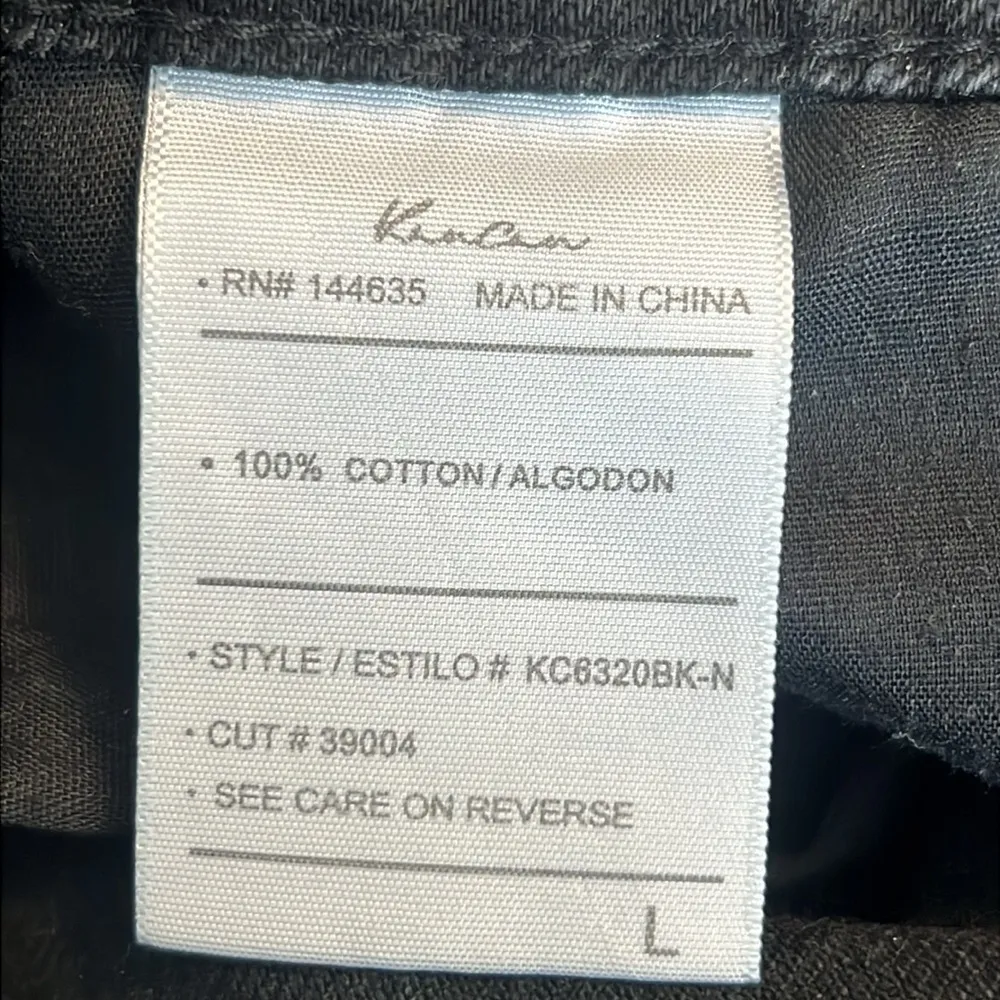 KanCan
• RN# 144635 MADE IN CHINA
• 100% COTTON/ALGODON
• STYLE/ESTILO# KC6320BK-N
• CUT# 39004
• SEE CARE ON REVERSE
L